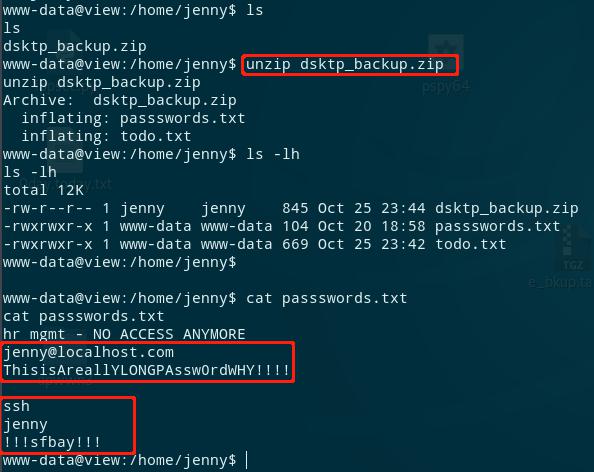 www-data@view:/home/jenny$ ls
ls
dsktp_backup.zip
www-data@view:/home/jenny$ unzip dsktp_backup.zip
unzip dsktp_backup.zip
Archive:  dsktp_backup.zip
  inflating: passswords.txt
  inflating: todo.txt
www-data@view:/home/jenny$ ls -lh
ls -lh
total 12K
-rw-r--r-- 1 jenny    jenny    845 Oct 25 23:44 dsktp_backup.zip
-rwxrwxr-x 1 www-data www-data 104 Oct 20 18:58 passswords.txt
-rwxrwxr-x 1 www-data www-data 669 Oct 25 23:42 todo.txt
www-data@view:/home/jenny$
www-data@view:/home/jenny$ cat passswords.txt
cat passswords.txt
hr mgmt - NO ACCESS ANYMORE
jenny@localhost.com
ThisisAreallYLONGPAsswOrdWHY!!!!
ssh
jenny
!!!sfbay!!!
www-data@view:/home/jenny$
pspy64
TGZ
e_bkup.ta